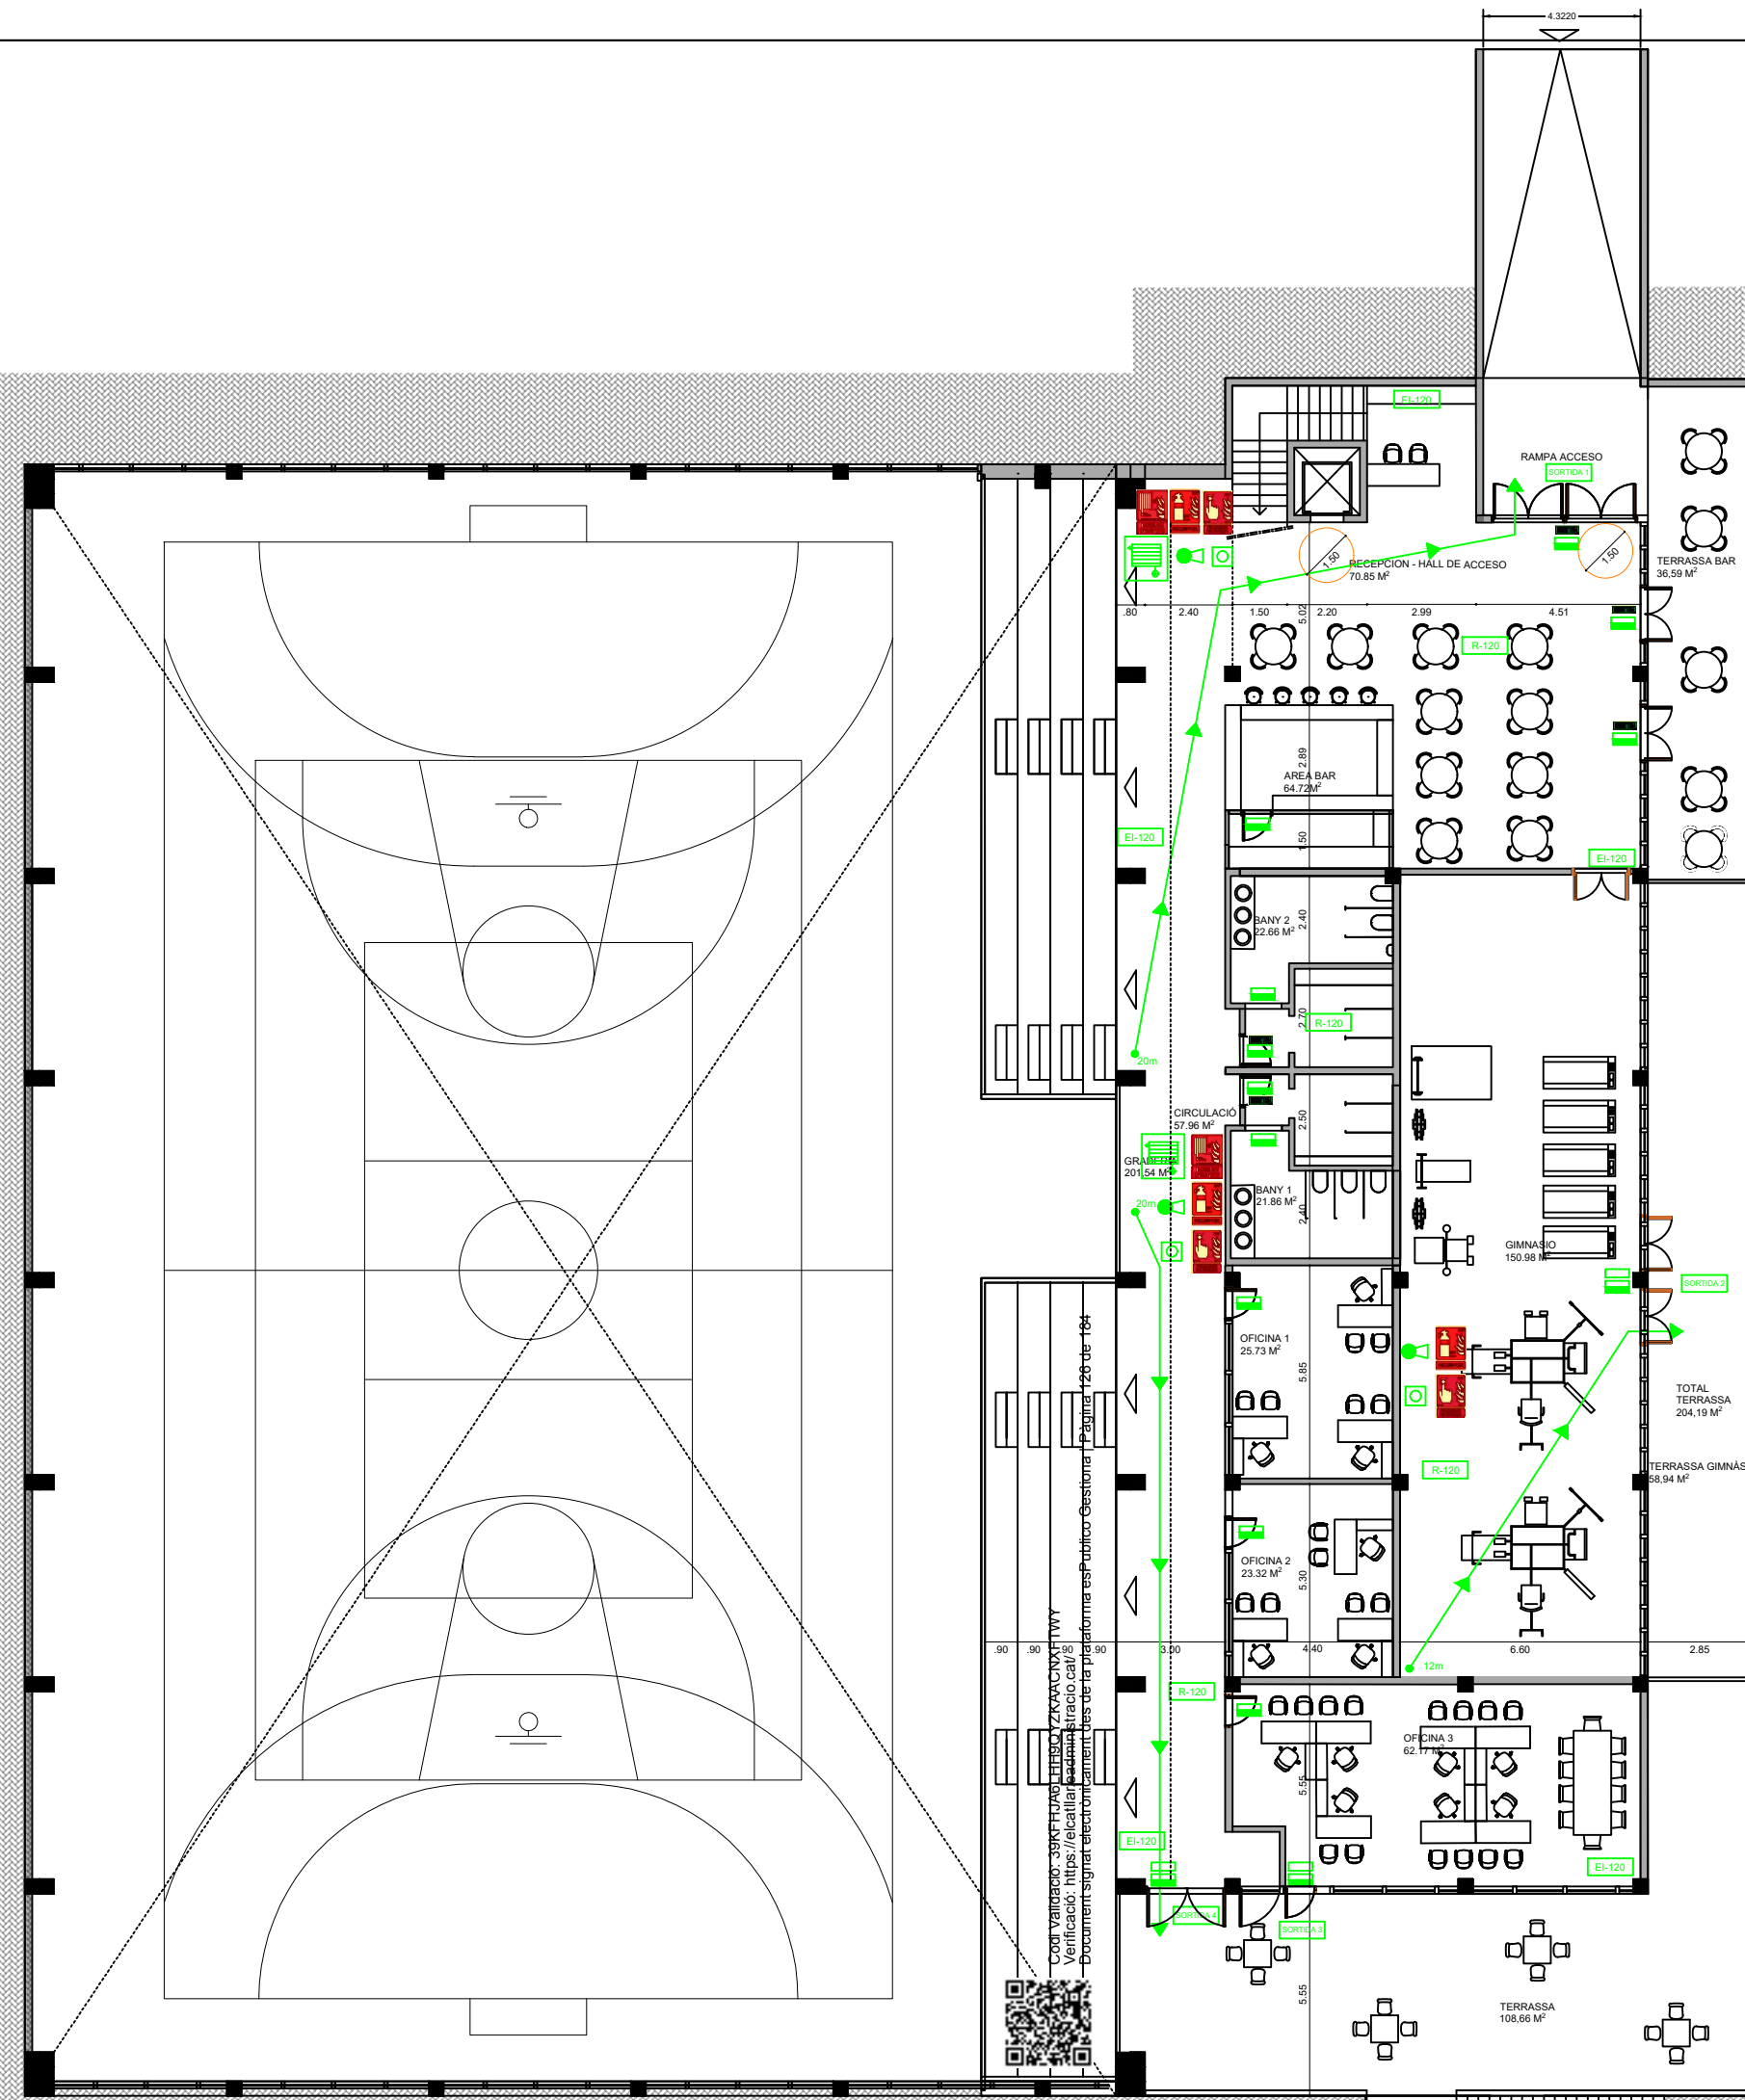 4.3220
EI-120
RAMPA ACCESO
SORTIDA 1
1.50
1.50
RECEPCION - HALL DE ACCESO
70.85 M²
TERRASSA BAR
36,59 M²
.80
2.40
1.50
5.02
2.20
2.99
4.51
R-120
2.89
AREA BAR
64.72M²
EI-120
1.50
EI-120
BANY 2
22.66 M²
2.40
2.70
R-120
20m
CIRCULACIÓ
57.96 M²
2.50
201.54 M²
20m
BANY 1
21.86 M²
2.40
GIMNASIO
150.98 M²
SORTIDA 2
OFICINA 1
25.73 M²
5.85
TOTAL
TERRASSA
204,19 M²
R-120
TERRASSA GIMNÀS
58,94 M²
OFICINA 2
23.32 M²
5.30
.90
.90
.90
.90
3.00
4.40
6.60
2.85
12m
R-120
OFICINA 3
62.17 M²
5.55
EI-120
EI-120
SORTIDA 4
SORTIDA 3
5.55
TERRASSA
108,66 M²
Verificació: https://elcatllar.eadministracio.cat/
Document signat electrònicament des de la plataforma esPublico Gestiona | Pàgina 126 de 184